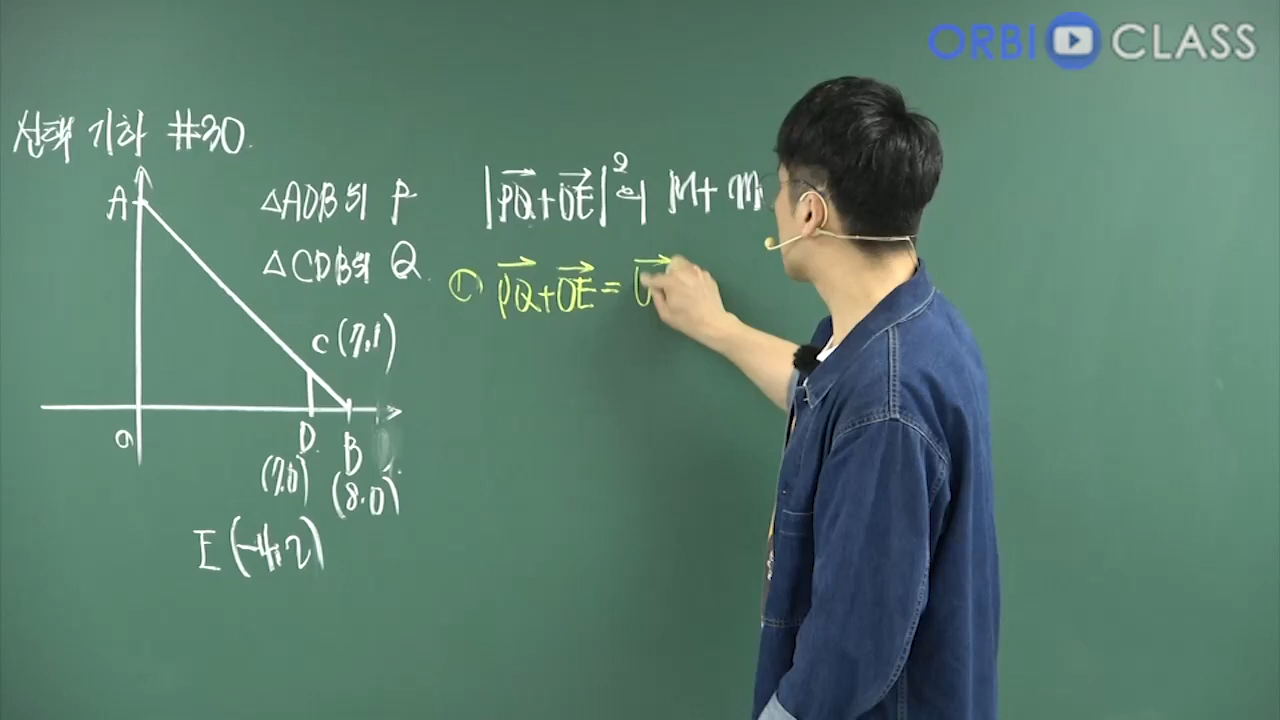 ORBI CLASS
선택 기하 #30.
A
△AOB의 P
△CDB의 Q
C(7,1)
O
D
B
(7,0)
(8,0)
E(-4,2)
|PQ→+OE→|²의 M+m
① PQ→+OE→=O